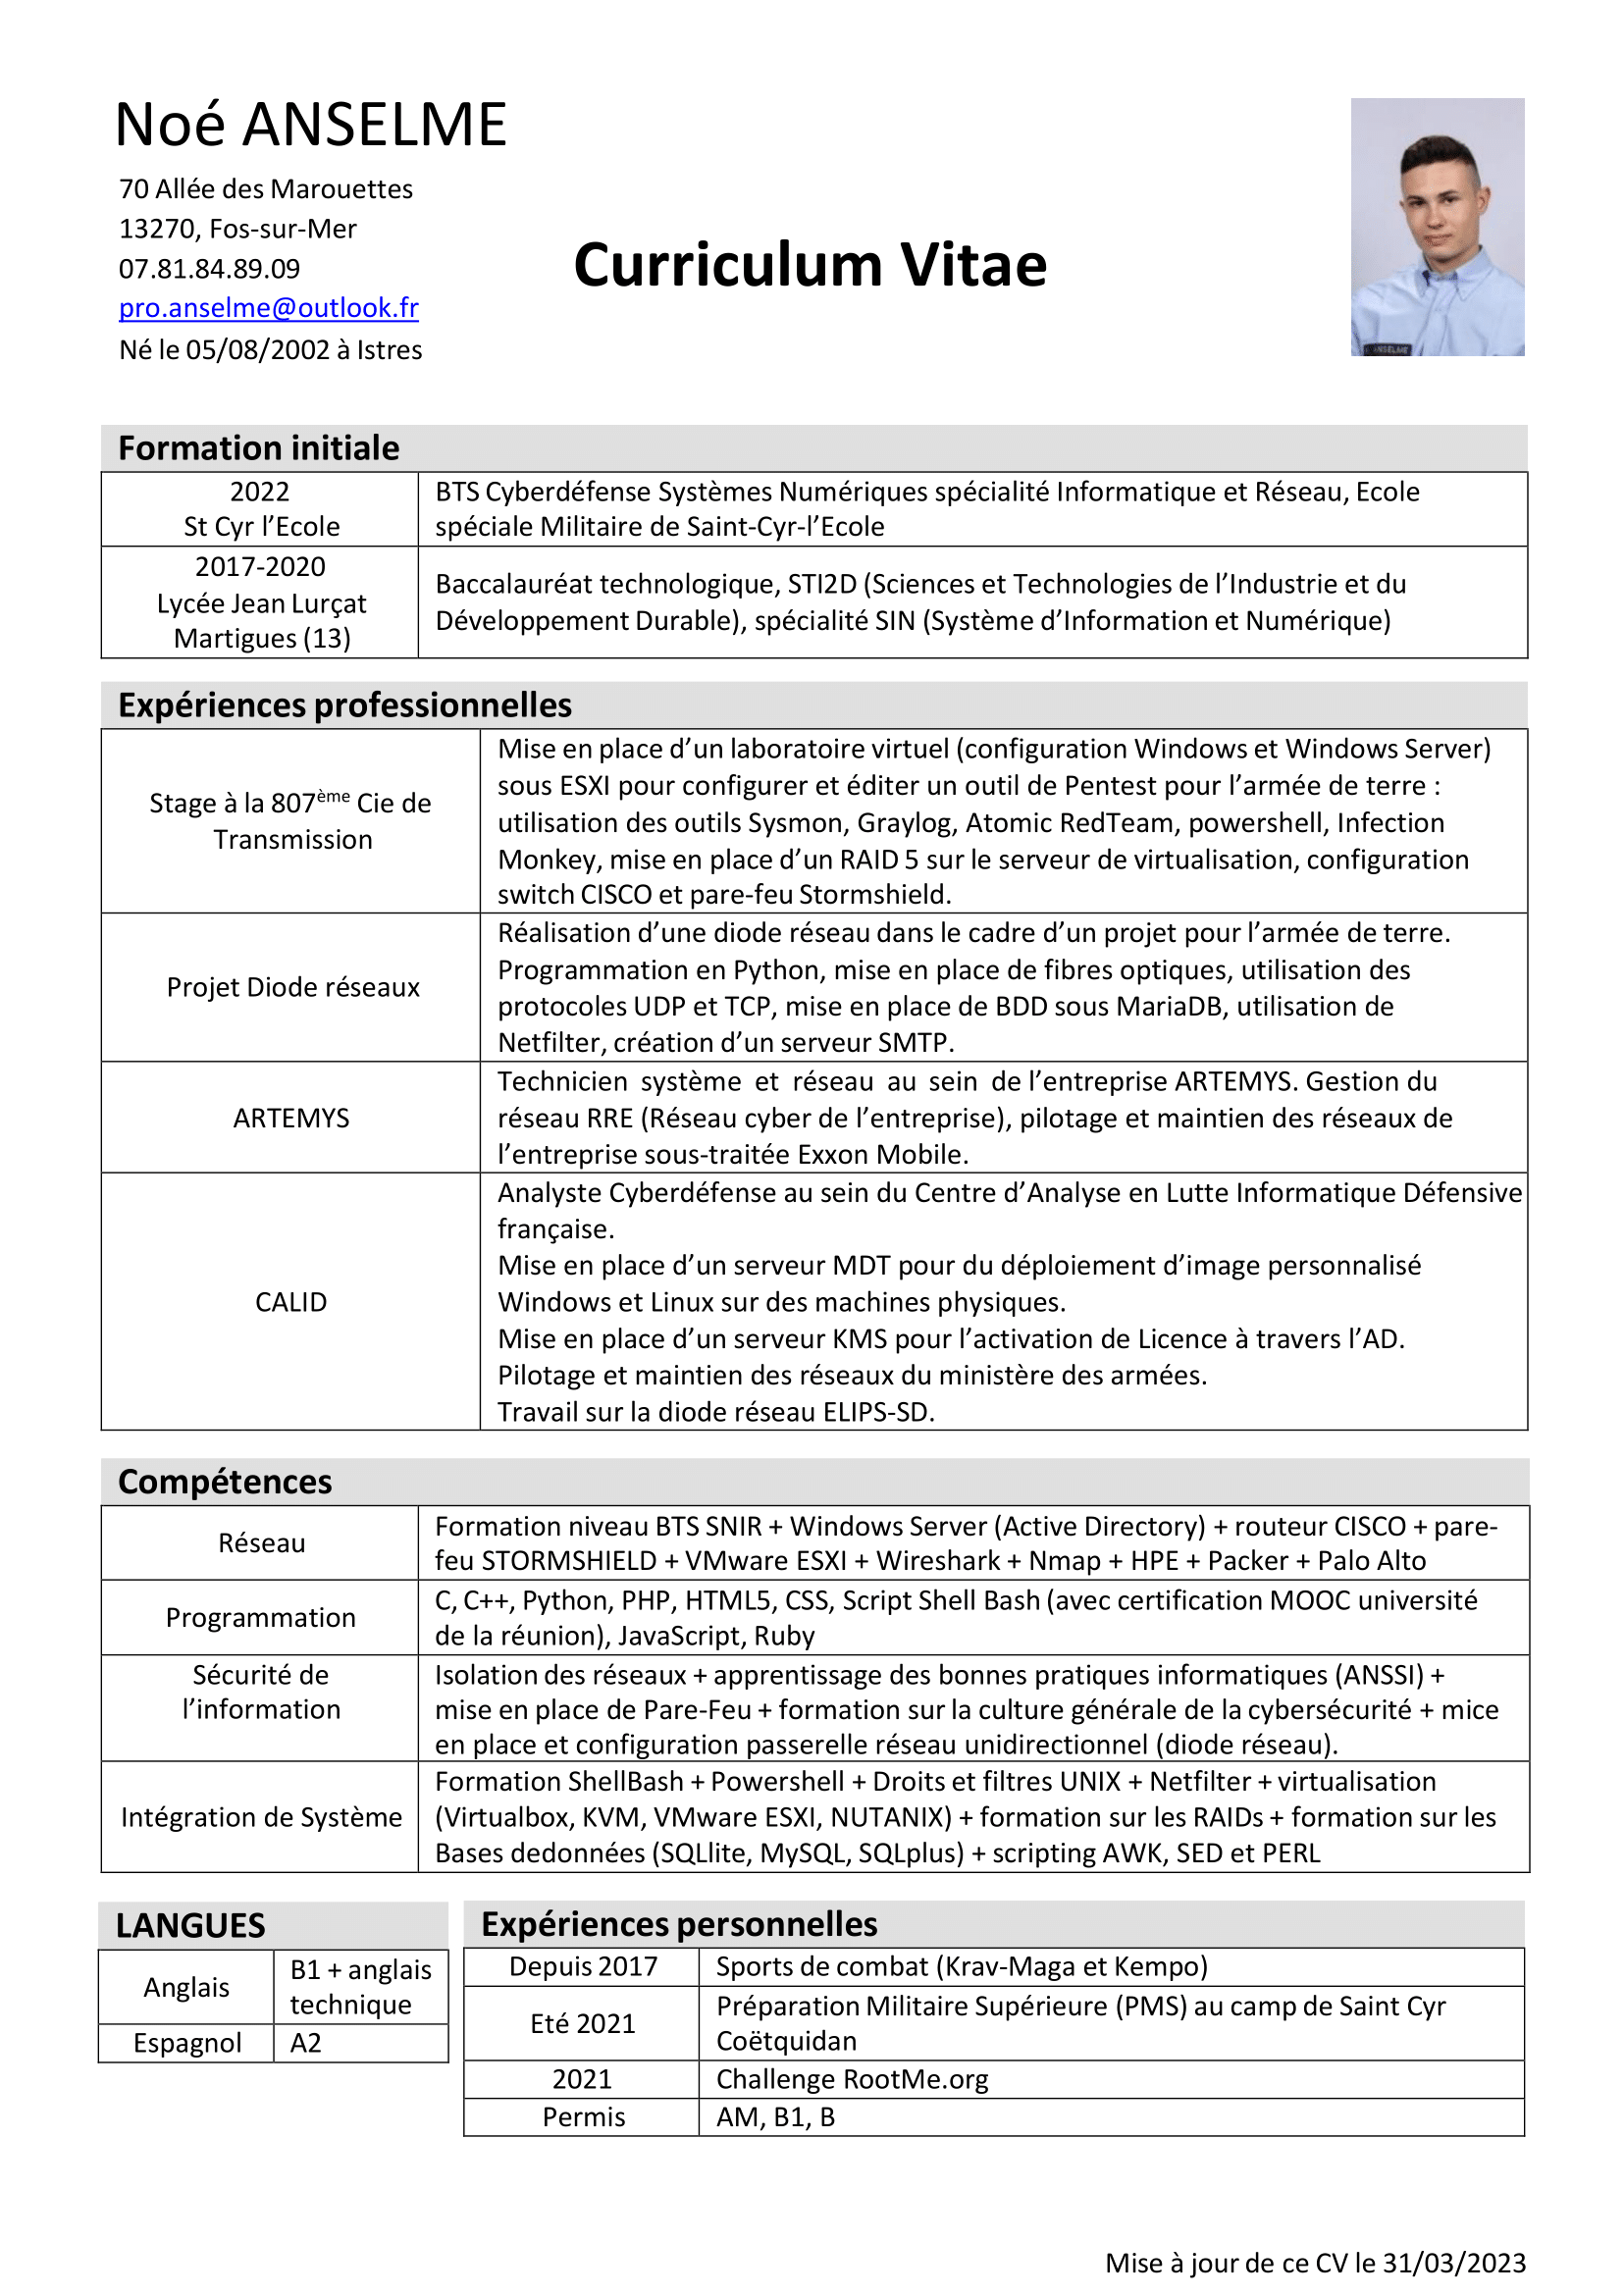 Noé ANSELME
70 Allée des Marouettes
13270, Fos-sur-Mer
07.81.84.89.09
pro.anselme@outlook.fr
Né le 05/08/2002 à Istres
Curriculum Vitae
ANSELME
Formation initiale
2022
St Cyr l’Ecole
BTS Cyberdéfense Systèmes Numériques spécialité Informatique et Réseau, Ecole
spéciale Militaire de Saint-Cyr-l’Ecole
2017-2020
Lycée Jean Lurçat
Martigues (13)
Baccalauréat technologique, STI2D (Sciences et Technologies de l’Industrie et du
Développement Durable), spécialité SIN (Système d’Information et Numérique)
Expériences professionnelles
Stage à la 807ème Cie de
Transmission
Mise en place d’un laboratoire virtuel (configuration Windows et Windows Server)
sous ESXI pour configurer et éditer un outil de Pentest pour l’armée de terre :
utilisation des outils Sysmon, Graylog, Atomic RedTeam, powershell, Infection
Monkey, mise en place d’un RAID 5 sur le serveur de virtualisation, configuration
switch CISCO et pare-feu Stormshield.
Projet Diode réseaux
Réalisation d’une diode réseau dans le cadre d’un projet pour l’armée de terre.
Programmation en Python, mise en place de fibres optiques, utilisation des
protocoles UDP et TCP, mise en place de BDD sous MariaDB, utilisation de
Netfilter, création d’un serveur SMTP.
ARTEMYS
Technicien système et réseau au sein de l’entreprise ARTEMYS. Gestion du
réseau RRE (Réseau cyber de l’entreprise), pilotage et maintien des réseaux de
l’entreprise sous-traitée Exxon Mobile.
CALID
Analyste Cyberdéfense au sein du Centre d’Analyse en Lutte Informatique Défensive
française.
Mise en place d’un serveur MDT pour du déploiement d’image personnalisé
Windows et Linux sur des machines physiques.
Mise en place d’un serveur KMS pour l’activation de Licence à travers l’AD.
Pilotage et maintien des réseaux du ministère des armées.
Travail sur la diode réseau ELIPS-SD.
Compétences
Réseau
Formation niveau BTS SNIR + Windows Server (Active Directory) + routeur CISCO + pare-
feu STORMSHIELD + VMware ESXI + Wireshark + Nmap + HPE + Packer + Palo Alto
Programmation
C, C++, Python, PHP, HTML5, CSS, Script Shell Bash (avec certification MOOC université
de la réunion), JavaScript, Ruby
Sécurité de
l’information
Isolation des réseaux + apprentissage des bonnes pratiques informatiques (ANSSI) +
mise en place de Pare-Feu + formation sur la culture générale de la cybersécurité + mice
en place et configuration passerelle réseau unidirectionnel (diode réseau).
Intégration de Système
Formation ShellBash + Powershell + Droits et filtres UNIX + Netfilter + virtualisation
(Virtualbox, KVM, VMware ESXI, NUTANIX) + formation sur les RAIDs + formation sur les
Bases dedonnées (SQLlite, MySQL, SQLplus) + scripting AWK, SED et PERL
LANGUES
Anglais
B1 + anglais
technique
Espagnol
A2
Expériences personnelles
Depuis 2017
Sports de combat (Krav-Maga et Kempo)
Eté 2021
Préparation Militaire Supérieure (PMS) au camp de Saint Cyr
Coëtquidan
2021
Challenge RootMe.org
Permis
AM, B1, B
Mise à jour de ce CV le 31/03/2023